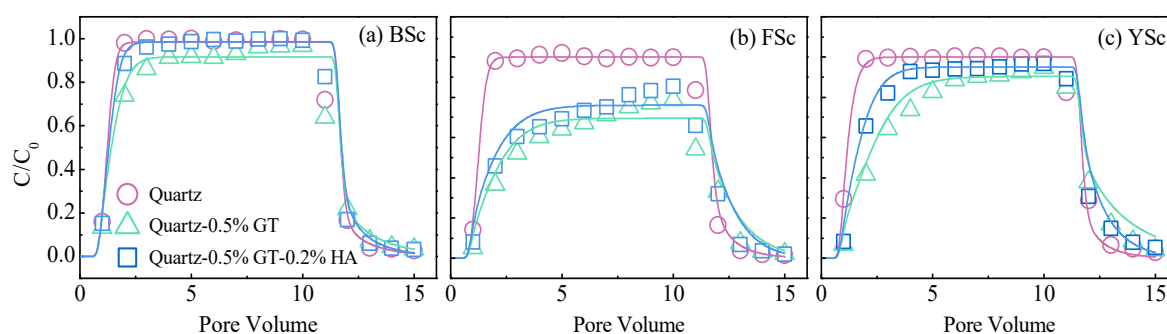 (a) BSc
(b) FSc
(c) YSc
C/C0
1.0
0.8
0.6
0.4
0.2
0.0
Quartz
Quartz-0.5% GT
Quartz-0.5% GT-0.2% HA
0 5 10 15
0 5 10 15
0 5 10 15
Pore Volume
Pore Volume
Pore Volume